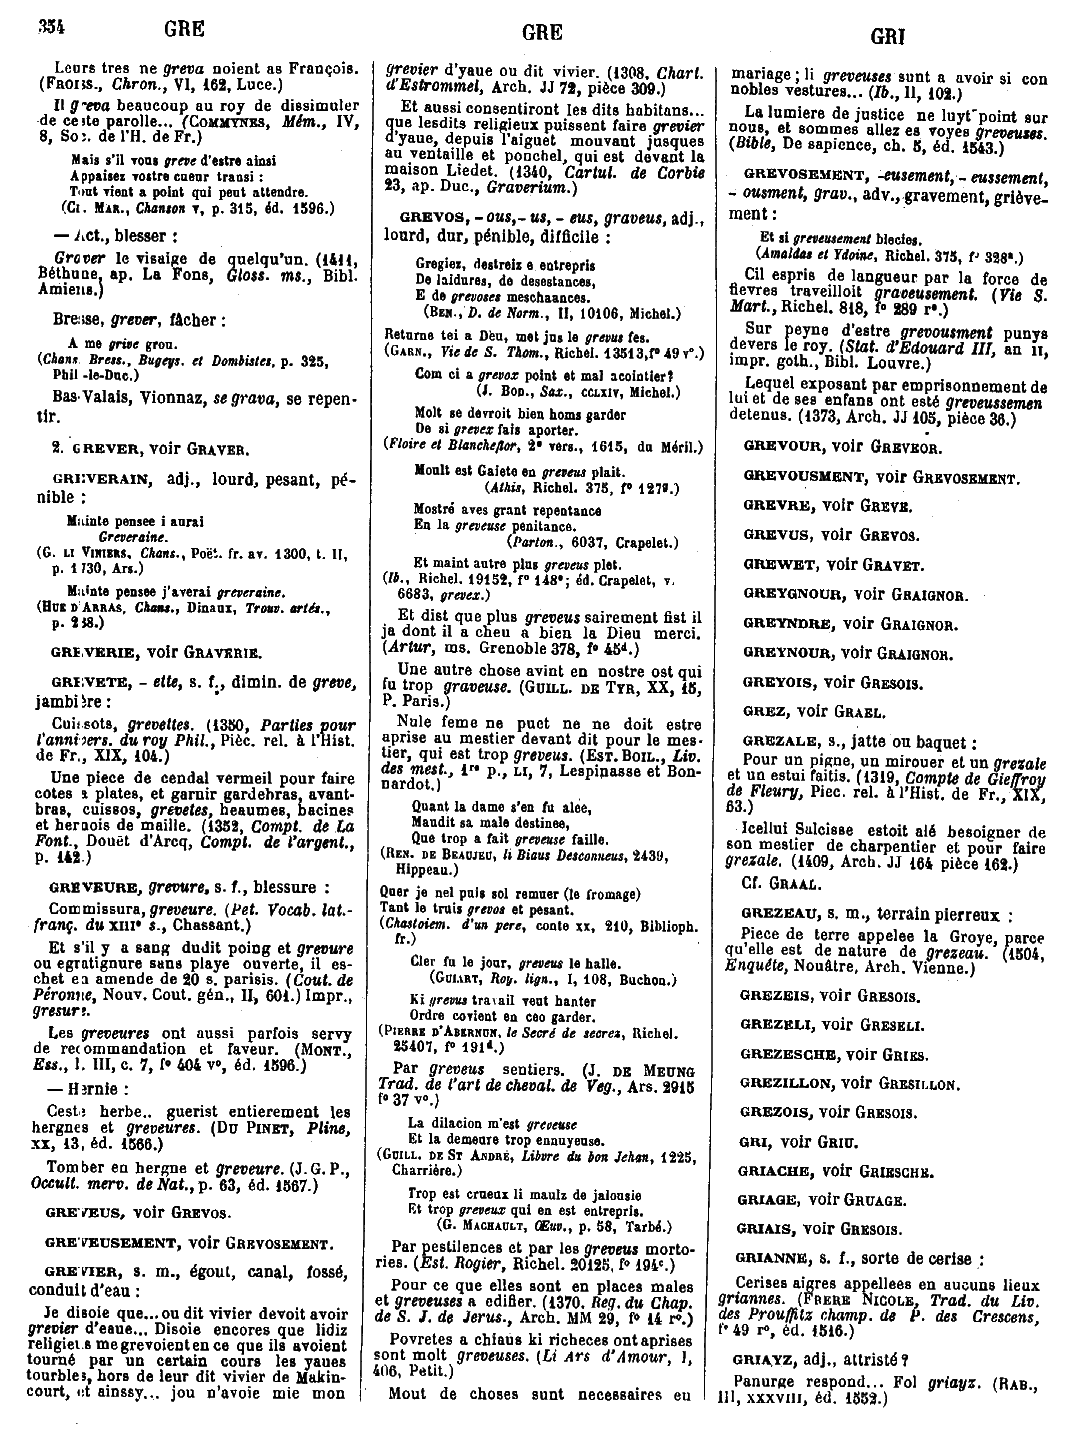 354
GRE
GRE
GRI
Leurs tres ne greva noient as François.
(FROISS., Chron., VI, 162, Luce.)
Il greva beaucoup au roy de dissimuler
de ceste parolle... (COMMYNES, Mém., IV,
8, Soc. de l'H. de Fr.)
Mais s'il vous greve d'estre ainsi
Appaisez vostre cueur transi :
Tout vient a point qui peut attendre.
(CL. MAR., Chanson v, p. 315, éd. 1596.)
— Act., blesser :
Grever le visaige de quelqu'un. (1411,
Béthune, ap. La Fons, Gloss. ms., Bibl.
Amiens.)
Bresse, grever, fâcher :
A me grive grou.
(Chans. Bress., Bugeys. et Dombistes, p. 325,
Phil-le-Duc.)
Bas-Valais, Vionnaz, se grava, se repen-
tir.
2. GREVER, voir GRAVER.
GREVERAIN, adj., lourd, pesant, pé-
nible :
Mainte pensee i aurai
Greveraine.
(G. LI VINIERS, Chans., Poët. fr. av. 1300, t. II,
p. 1730, Ars.)
Mainte pensee j'averai greveraine.
(HUE D'ARRAS, Chans., Dinaux, Trouv. artés.,
p. 238.)
GREVERIE, voir GRAVERIE.
GREVETE, - ette, s. f., dimin. de greve,
jambière :
Cuissots, grevettes. (1350, Parties pour
l'annivers. du roy Phil., Pièc. rel. à l'Hist.
de Fr., XIX, 104.)
Une piece de cendal vermeil pour faire
cotes a plates, et garnir gardebras, avant-
bras, cuissos, grevetes, heaumes, bacines
et hernois de maille. (1352, Compt. de La
Font., Douët d'Arcq, Compt. de l'argent.,
p. 142.)
GREVEURE, grevure, s. f., blessure :
Commissura, greveure. (Pet. Vocab. lat.-
franç. du XIIIe s., Chassant.)
Et s'il y a sang dudit poing et grevure
ou egratignure sans playe ouverte, il es-
chet en amende de 20 s. parisis. (Cout. de
Péronne, Nouv. Cout. gén., II, 601.) Impr.,
gresure.
Les greveures ont aussi parfois servy
de recommandation et faveur. (MONT.,
Ess., l. III, c. 7, f° 404 v°, éd. 1596.)
— Hernie :
Ceste herbe.. guerist entierement les
hergnes et greveures. (DU PINET, Pline,
XX, 13, éd. 1566.)
Tomber en hergne et greveure. (J. G. P.,
Occult. merv. de Nat., p. 63, éd. 1567.)
GREVEUS, voir GREVOS.
GREVEUSEMENT, voir GREVOSEMENT.
GREVIER, s. m., égout, canal, fossé,
conduit d'eau :
Je disoie que... ou dit vivier devoit avoir
grevier d'eaue... Disoie encores que lidiz
religieus me grevoient en ce que ils avoient
tourné par un certain cours les yaues
tourbles, hors de leur dit vivier de Makin-
court, et ainssy... jou n'avoie mie mon
grevier d'yaue ou dit vivier. (1308, Chart.
d'Estrommel, Arch. JJ 72, pièce 309.)
Et aussi consentiront les dits habitans...
que lesdits religieux puissent faire grevier
d'yaue, depuis l'aiguet mouvant jusques
au ventaille et ponchel, qui est devant la
maison Liedet. (1340, Cartul. de Corbie
23, ap. Duc., Graverium.)
GREVOS, - ous, - us, - eus, graveus, adj.,
lourd, dur, pénible, difficile :
Gregiez, destreiz e entrepris
De laidures, de desestances,
E de grevoses meschaances.
(BEN., D. de Norm., II, 10106, Michel.)
Returne tei a Deu, met jus le grevus fes.
(GARN., Vie de S. Thom., Richel. 13513, f° 49 v°.)
Com ci a grevox point et mal acointier!
(J. BOD., Sax., CCLXIV, Michel.)
Molt se devroit bien homs garder
De si grevex fais aporter.
(Floire et Blancheflor, 2e vers., 1615, du Méril.)
Moult est Gaiete en greveus plait.
(Athis, Richel. 375, f° 127a.)
Mostré aves grant repentance
En la greveuse penitance.
(Parton., 6037, Crapelet.)
Et maint autre plus greveus plet.
(Ib., Richel. 19152, f° 148e; éd. Crapelet, v.
6683, grevex.)
Et dist que plus greveus sairement fist il
ja dont il a cheu a bien la Dieu merci.
(Artur, ms. Grenoble 378, f° 45d.)
Une autre chose avint en nostre ost qui
fu trop graveuse. (GUILL. DE TYR, XX, 15,
P. Paris.)
Nule feme ne puet ne ne doit estre
aprise au mestier devant dit pour le mes-
tier, qui est trop greveus. (EST. BOIL., Liv.
des mest., 1re p., LI, 7, Lespinasse et Bon-
nardot.)
Quant la dame s'en fu alée,
Maudit sa male destinee,
Que trop a fait greveuse faille.
(REN. DE BEAUJEU, li Biaus Desconneus, 2439,
Hippeau.)
Quer je nel puis sol remuer (le fromage)
Tant le truis grevos et pesant.
(Chastoiem. d'un pere, conte XX, 210, Biblioph.
fr.)
Cler fu le jour, greveus le halle.
(GUIART, Roy. lign., I, 108, Buchon.)
Ki grevus travail veut hanter
Ordre covient en ceo garder.
(PIERRE D'ABERNUN, le Secré de secrez, Richel.
25407, f° 191d.)
Par greveus sentiers. (J. DE MEUNG
Trad. de l'art de cheval. de Veg., Ars. 2915
f° 37 v°.)
La dilacion m'est greveuse
Et la demeure trop ennuyeuse.
(GUILL. DE ST ANDRÉ, Libvre du bon Jehan, 1225,
Charrière.)
Trop est crueux li maulz de jalousie
Et trop greveux qui en est entrepris.
(G. MACHAULT, Œuv., p. 58, Tarbé.)
Par pestilences et par les greveus morto-
ries. (Est. Rogier, Richel. 20125, f° 194c.)
Pour ce que elles sont en places males
et greveuses a edifier. (1370, Reg. du Chap.
de S. J. de Jerus., Arch. MM 29, f° 14 r°.)
Povretes a chiaus ki richeces ont aprises
sont molt greveuses. (Li Ars d'Amour, I,
406, Petit.)
Mout de choses sunt necessaires eu
mariage ; li greveuses sunt a avoir si con
nobles vestures... (Ib., II, 102.)
La lumiere de justice ne luyt point sur
nous, et sommes allez es voyes greveuses.
(Bible, De sapience, ch. 5, éd. 1543.)
GREVOSEMENT, -eusement, - eussement,
- ousment, grav., adv., gravement, griève-
ment :
Et si greveusement blecies.
(Amaldas et Ydoine, Richel. 375, f° 328a.)
Cil espris de langueur par la force de
fievres traveilloit graveusement. (Vie S.
Mart., Richel. 818, f° 289 r°.)
Sur peyne d'estre grevousment punys
devers le roy. (Stat. d'Edouard III, an II,
impr. goth., Bibl. Louvre.)
Lequel exposant par emprisonnement de
lui et de ses enfans ont esté greveussemen
detenus. (1373, Arch. JJ 105, pièce 36.)
GREVOUR, voir GREVEOR.
GREVOUSMENT, voir GREVOSEMENT.
GREVRE, voir GREVE.
GREVUS, voir GREVOS.
GREWET, voir GRAVET.
GREYGNOUR, voir GRAIGNOR.
GREYNDRE, voir GRAIGNOR.
GREYNOUR, voir GRAIGNOR.
GREYOIS, voir GRESOIS.
GREZ, voir GRAEL.
GREZALE, s., jatte ou baquet :
Pour un pigne, un mirouer et un grezale
et un estui faitis. (1319, Compte de Gieffroy
de Fleury, Piec. rel. à l'Hist. de Fr., XIX,
63.)
Icellui Sulcisse estoit alé besoigner de
son mestier de charpentier et pour faire
grezale. (1409, Arch. JJ 164 pièce 162.)
Cf. GRAAL.
GREZEAU, s. m., terrain pierreux :
Piece de terre appelee la Groye, parce
qu'elle est de nature de grezeau. (1504,
Enquête, Nouâtre, Arch. Vienne.)
GREZEIS, voir GRESOIS.
GREZELI, voir GRESELI.
GREZESCHE, voir GRIES.
GREZILLON, voir GRESILLON.
GREZOIS, voir GRESOIS.
GRI, voir GRIU.
GRIACHE, voir GRIESCHE.
GRIAGE, voir GRUAGE.
GRIAIS, voir GRESOIS.
GRIANNE, s. f., sorte de cerise :
Cerises aigres appellees en aucuns lieux
griannes. (FRERE NICOLE, Trad. du Liv.
des Prouffitz champ. de P. des Crescens,
f° 49 r°, éd. 1516.)
GRIAYZ, adj., attristé ?
Panurge respond... Fol griayz. (RAB.,
III, XXXVIII, éd. 1552.)